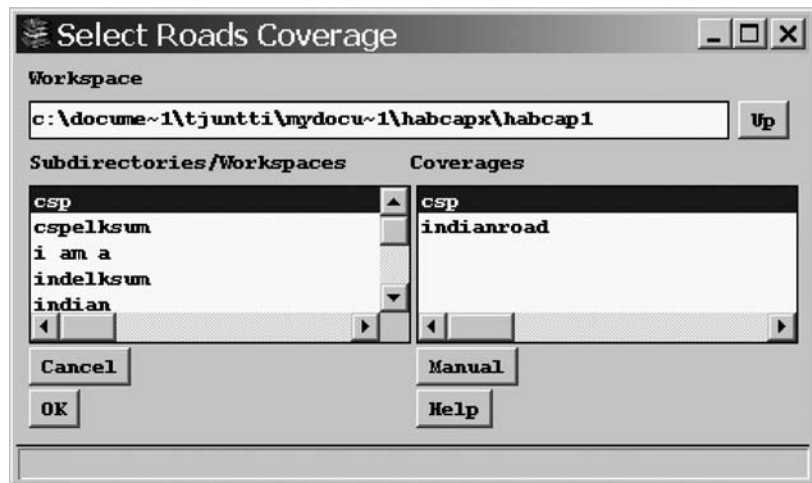 Select Roads Coverage
Workspace
c:\docume~1\tjuntti\mydocu~1\habcapx\habcap1
Up
Subdirectories/Workspaces
Coverages
csp
cspelksum
i am a
indelksum
indian
csp
indianroad
Cancel
Manual
OK
Help